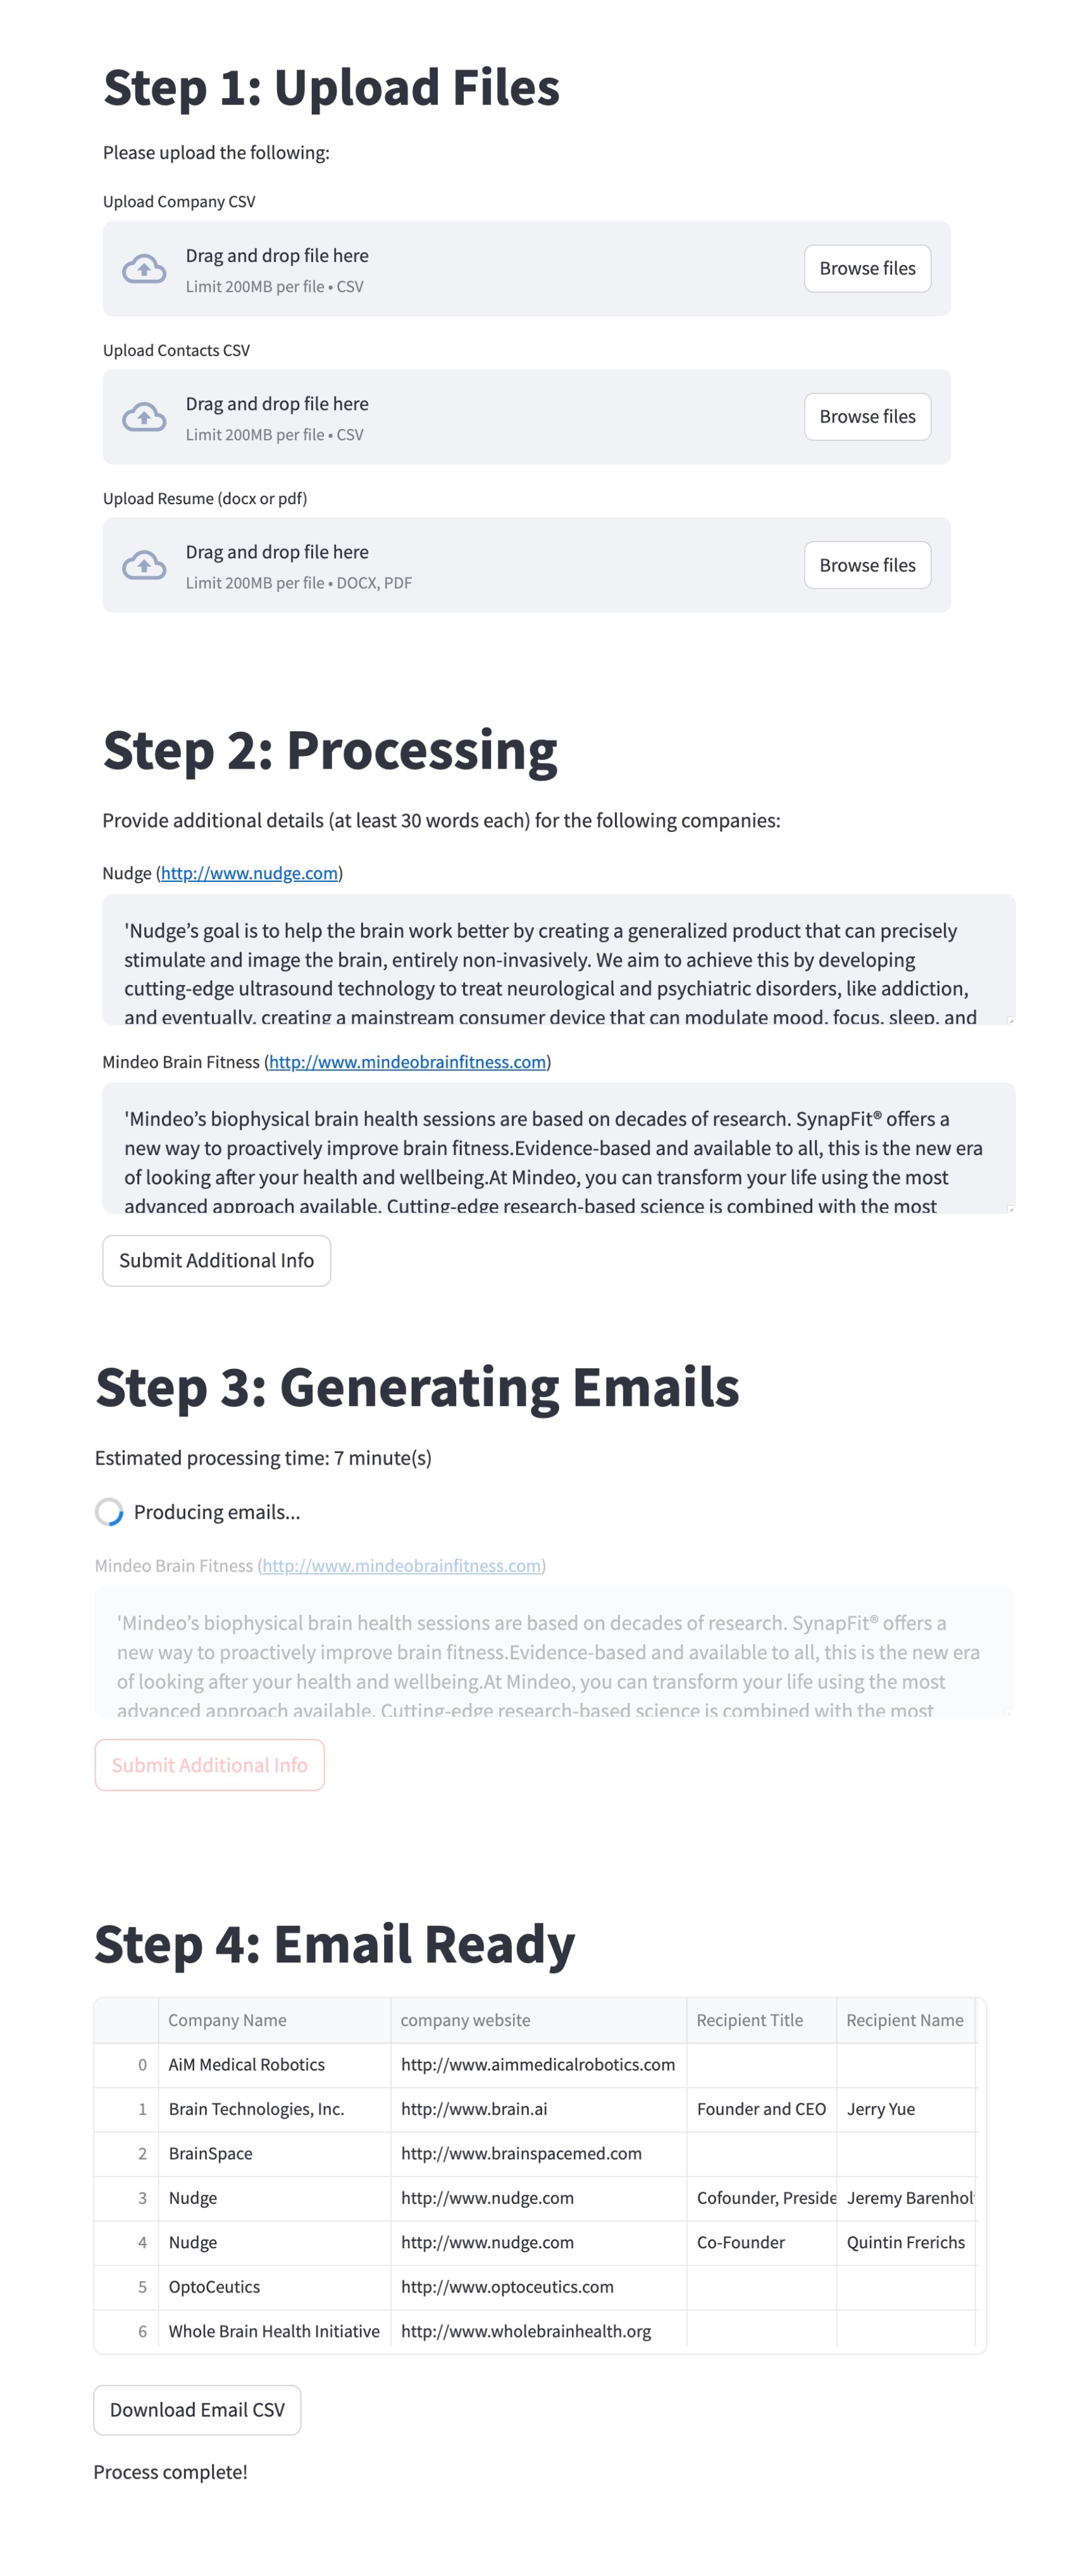 Step 1: Upload Files
Please upload the following:
Upload Company CSV
Drag and drop file here
Limit 200MB per file • CSV
Browse files
Upload Contacts CSV
Drag and drop file here
Limit 200MB per file • CSV
Browse files
Upload Resume (docx or pdf)
Drag and drop file here
Limit 200MB per file • DOCX, PDF
Browse files
Step 2: Processing
Provide additional details (at least 30 words each) for the following companies:
Nudge (http://www.nudge.com)
'Nudge’s goal is to help the brain work better by creating a generalized product that can precisely
stimulate and image the brain, entirely non-invasively. We aim to achieve this by developing
cutting-edge ultrasound technology to treat neurological and psychiatric disorders, like addiction,
and eventually, creating a mainstream consumer device that can modulate mood, focus, sleep, and
Mindeo Brain Fitness (http://www.mindeobrainfitness.com)
'Mindeo’s biophysical brain health sessions are based on decades of research. SynapFit® offers a
new way to proactively improve brain fitness.Evidence-based and available to all, this is the new era
of looking after your health and wellbeing.At Mindeo, you can transform your life using the most
advanced approach available. Cutting-edge research-based science is combined with the most
Submit Additional Info
Step 3: Generating Emails
Estimated processing time: 7 minute(s)
Producing emails...
Mindeo Brain Fitness (http://www.mindeobrainfitness.com)
'Mindeo’s biophysical brain health sessions are based on decades of research. SynapFit® offers a
new way to proactively improve brain fitness.Evidence-based and available to all, this is the new era
of looking after your health and wellbeing.At Mindeo, you can transform your life using the most
advanced approach available. Cutting-edge research-based science is combined with the most
Submit Additional Info
Step 4: Email Ready
Company Name company website Recipient Title Recipient Name
0 AiM Medical Robotics http://www.aimmedicalrobotics.com
1 Brain Technologies, Inc. http://www.brain.ai Founder and CEO Jerry Yue
2 BrainSpace http://www.brainspacemed.com
3 Nudge http://www.nudge.com Cofounder, Preside Jeremy Barenhol
4 Nudge http://www.nudge.com Co-Founder Quintin Frerichs
5 OptoCeutics http://www.optoceutics.com
6 Whole Brain Health Initiative http://www.wholebrainhealth.org
Download Email CSV
Process complete!